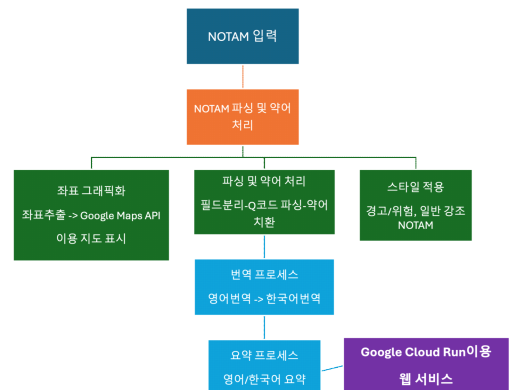 NOTAM 입력
NOTAM 파싱 및 약어
처리
좌표 그래픽화
좌표추출 -> Google Maps API
이용 지도 표시
파싱 및 약어 처리
필드분리-Q코드 파싱-약어
치환
스타일 적용
경고/위험, 일반 강조
NOTAM
번역 프로세스
영어번역 -> 한국어번역
요약 프로세스
영어/한국어 요약
Google Cloud Run이용
웹 서비스